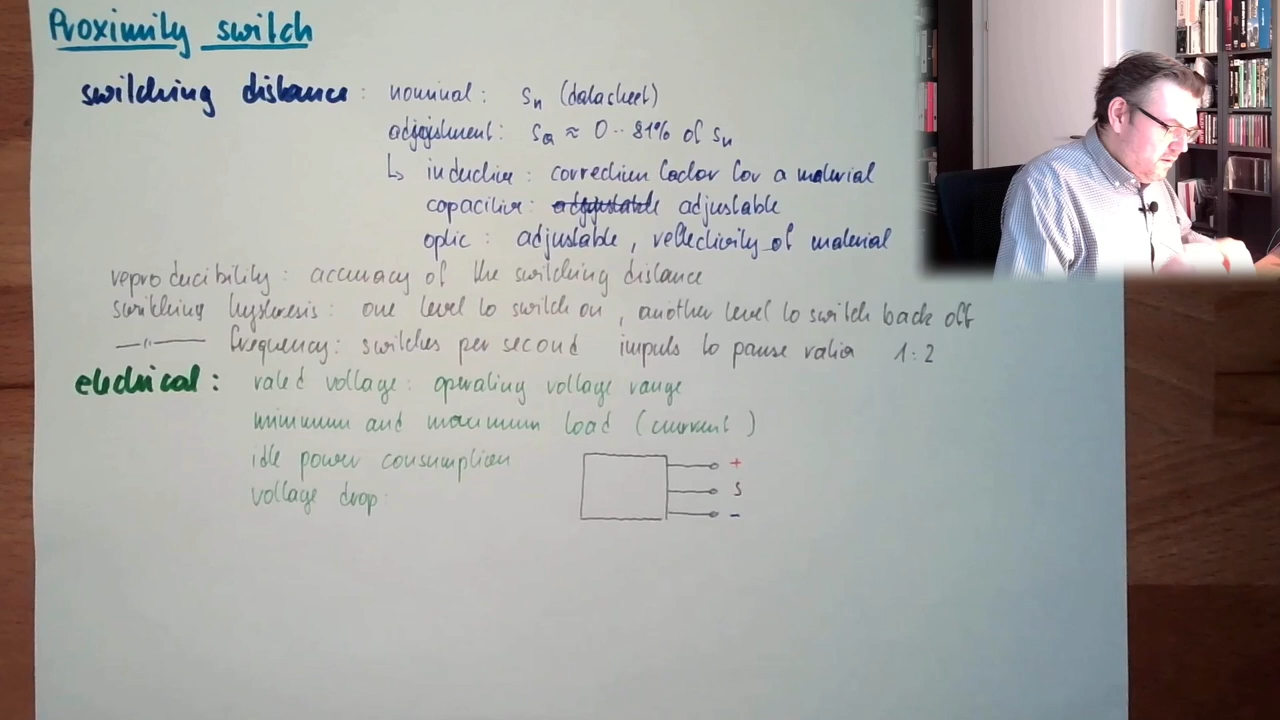 Proximity switch
switching distance: nominal: sn (datasheet)
adjustment: sa ≈ 0..81% of sn
↳ inductive: correction factor for a material
capacitive: adjustable adjustable
optic: adjustable, reflectivity of material
reproducibility: accuracy of the switching distance
switching hysteresis: one level to switch on, another level to switch back off
—"— frequency: switches per second impuls to pause ratio 1:2
electrical: rated voltage: operating voltage range
minimum and maximum load (current)
idle power consumption
voltage drop:
+
S
-